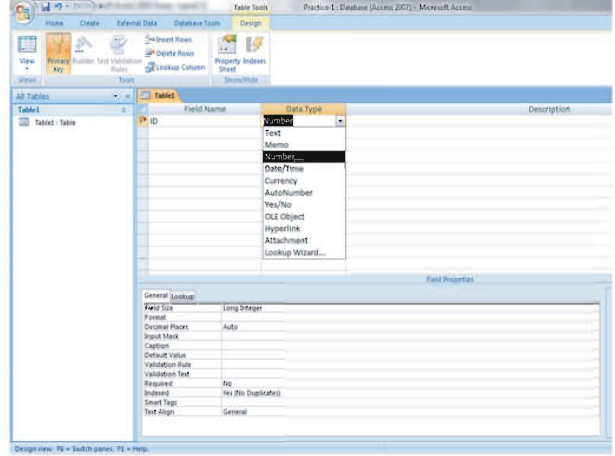 Table Tools
Practice-1 : Database (Access 2007) - Microsoft Access
Home Create External Data Database Tools Design
View
Primary Key
Builder
Test Validation Rules
Insert Rows
Delete Rows
Lookup Column
Property Sheet
Indexes
Views Tools Show/Hide
All Tables
Table1
Table1 : Table
Table1
Field Name Data Type Description
ID Number
Text
Memo
Number
Date/Time
Currency
AutoNumber
Yes/No
OLE Object
Hyperlink
Attachment
Lookup Wizard...
Field Properties
General Lookup
Field Size Long Integer
Format
Decimal Places Auto
Input Mask
Caption
Default Value
Validation Rule
Validation Text
Required No
Indexed Yes (No Duplicates)
Smart Tags
Text Align General
Design view. F6 = Switch panes. F1 = Help.